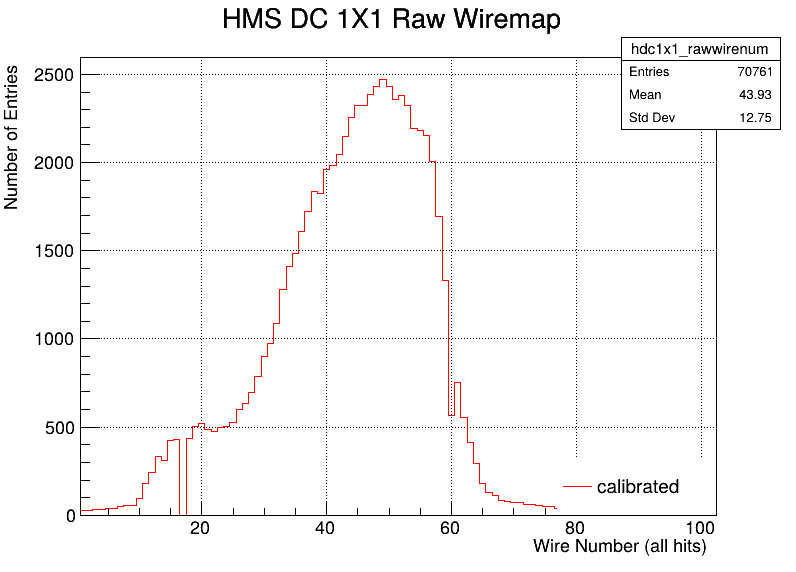 HMS DC 1X1 Raw Wiremap
hdc1x1_rawwirenum
Entries 70761
Mean 43.93
Std Dev 12.75
Number of Entries
2500
2000
1500
1000
500
0
calibrated
20 40 60 80 100
Wire Number (all hits)